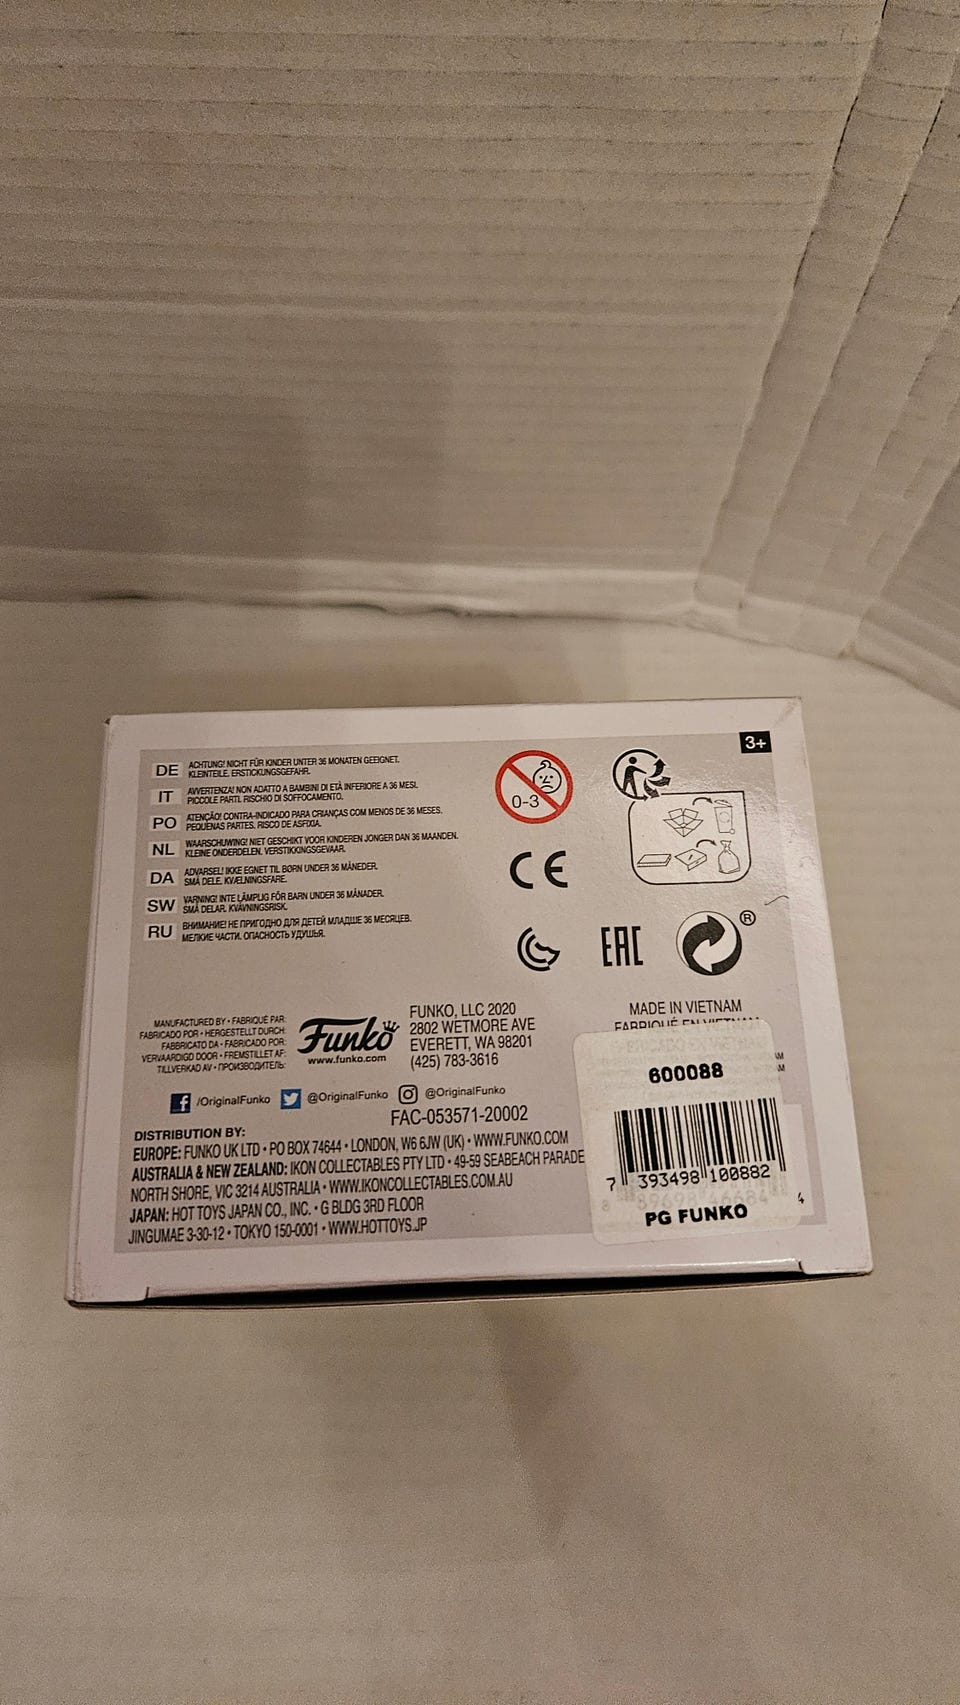 3+
DE ACHTUNG! NICHT FÜR KINDER UNTER 36 MONATEN GEEIGNET.
KLEINTEILE. ERSTICKUNGSGEFAHR.
IT AVVERTENZA! NON ADATTO A BAMBINI DI ETÀ INFERIORE A 36 MESI.
PICCOLE PARTI. RISCHIO DI SOFFOCAMENTO.
PO ATENÇÃO! CONTRA-INDICADO PARA CRIANÇAS COM MENOS DE 36 MESES.
PEQUENAS PARTES. RISCO DE ASFIXIA.
NL WAARSCHUWING! NIET GESCHIKT VOOR KINDEREN JONGER DAN 36 MAANDEN.
KLEINE ONDERDELEN. VERSTIKKINGSGEVAAR.
DA ADVARSEL! IKKE EGNET TIL BØRN UNDER 36 MÅNEDER.
SMÅ DELE. KVÆLNINGSFARE.
SW VARNING! INTE LÄMPLIG FÖR BARN UNDER 36 MÅNADER.
SMÅ DELAR. KVÄVNINGSRISK.
RU ВНИМАНИЕ! НЕ ПРИГОДНО ДЛЯ ДЕТЕЙ МЛАДШЕ 36 МЕСЯЦЕВ.
МЕЛКИЕ ЧАСТИ. ОПАСНОСТЬ УДУШЬЯ.
0-3
CE
EAC
®
MANUFACTURED BY • FABRIQUÉ PAR:
FABRICADO POR • HERGESTELLT DURCH:
FABBRICATO DA • FABRICADO POR:
VERVAARDIGD DOOR • FREMSTILLET AF:
TILLVERKAD AV • ПРОИЗВОДИТЕЛЬ:
Funko
www.funko.com
FUNKO, LLC 2020
2802 WETMORE AVE
EVERETT, WA 98201
(425) 783-3616
MADE IN VIETNAM
FABRIQUÉ EN VIETNAM
/OriginalFunko @OriginalFunko @OriginalFunko
FAC-053571-20002
DISTRIBUTION BY:
EUROPE: FUNKO UK LTD • PO BOX 74644 • LONDON, W6 6JW (UK) • WWW.FUNKO.COM
AUSTRALIA & NEW ZEALAND: IKON COLLECTABLES PTY LTD • 49-59 SEABEACH PARADE
NORTH SHORE, VIC 3214 AUSTRALIA • WWW.IKONCOLLECTABLES.COM.AU
JAPAN: HOT TOYS JAPAN CO., INC. • G BLDG 3RD FLOOR
JINGUMAE 3-30-12 • TOKYO 150-0001 • WWW.HOTTOYS.JP
600088
7 393498 100882
4
PG FUNKO